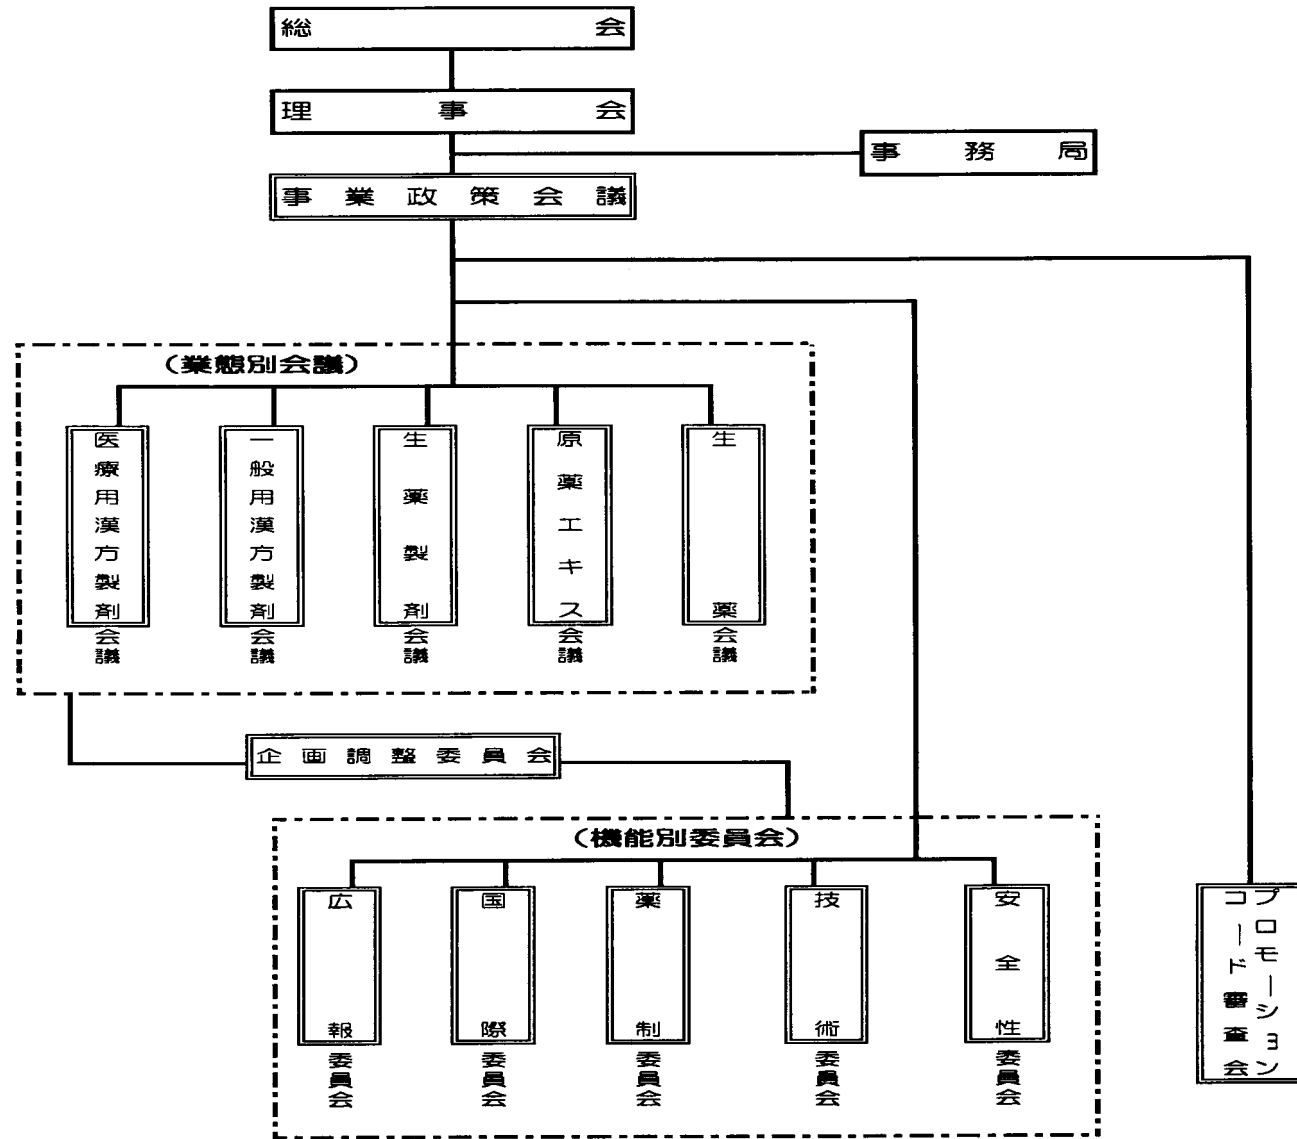 総会
理事会
事務局
事業政策会議
（業態別会議）
医療用漢方製剤会議
一般用漢方製剤会議
生薬製剤会議
原薬エキス会議
生薬会議
企画調整委員会
（機能別委員会）
広報委員会
国際委員会
薬制委員会
技術委員会
安全性委員会
プロモーション
コード審査会